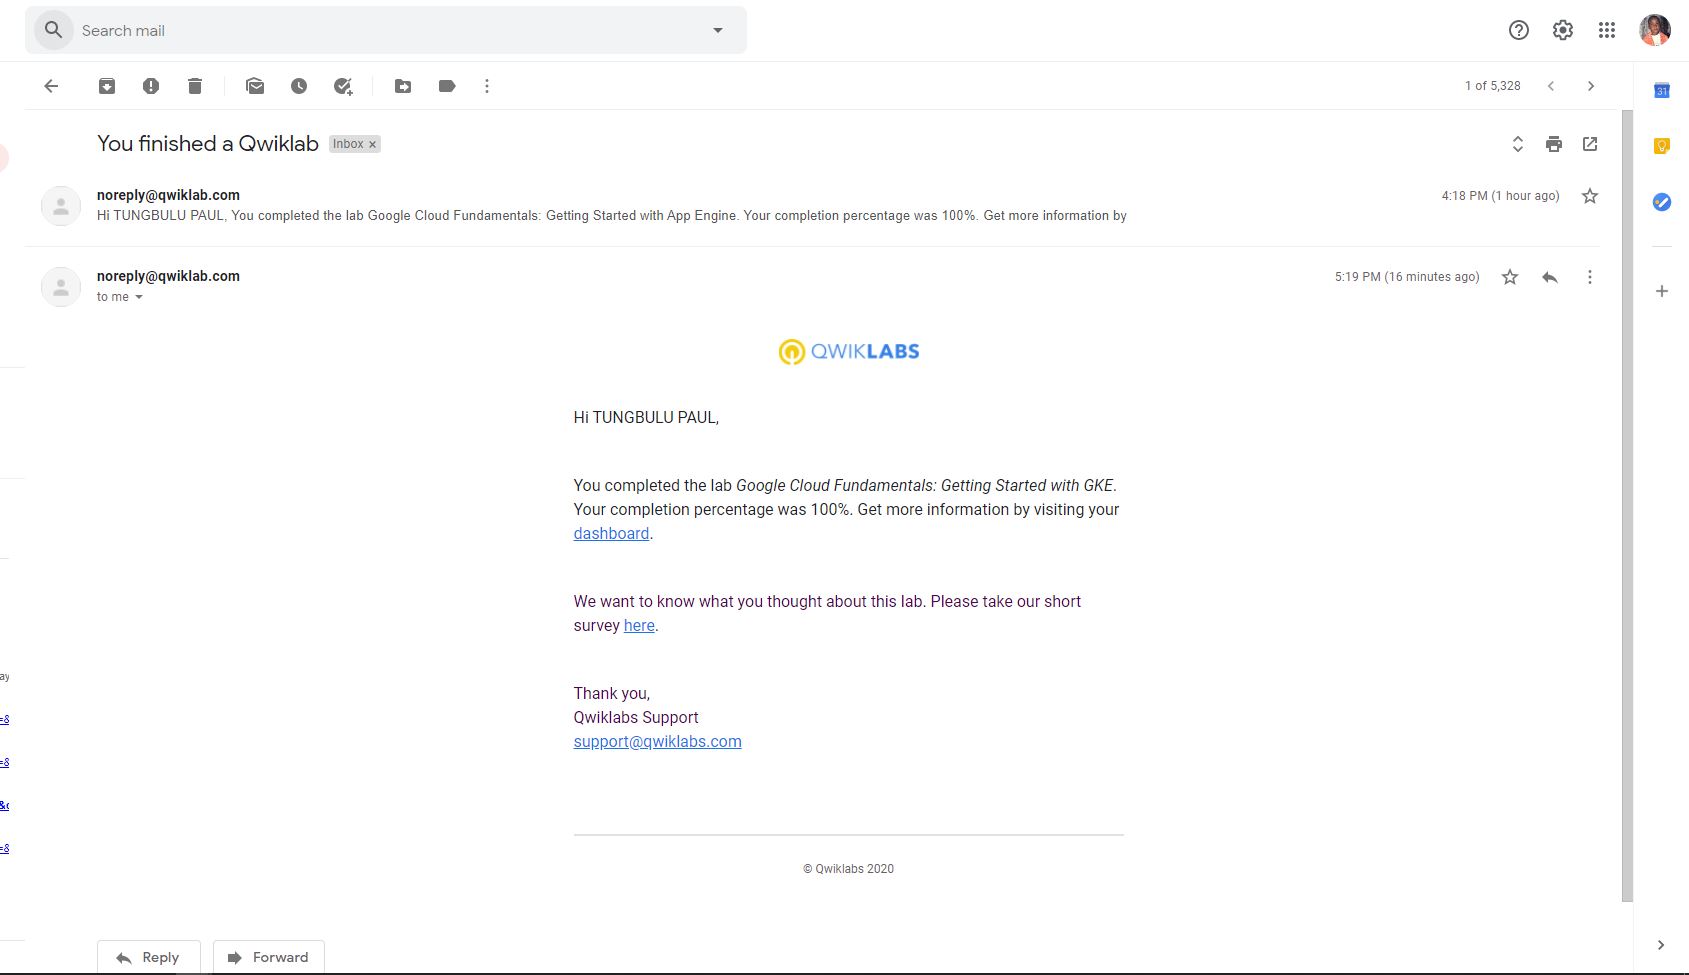 Search mail
1 of 5,328
31
You finished a Qwiklab Inbox x
noreply@qwiklab.com 4:18 PM (1 hour ago)
Hi TUNGBULU PAUL, You completed the lab Google Cloud Fundamentals: Getting Started with App Engine. Your completion percentage was 100%. Get more information by
noreply@qwiklab.com 5:19 PM (16 minutes ago)
to me
QWIKLABS
Hi TUNGBULU PAUL,
You completed the lab Google Cloud Fundamentals: Getting Started with GKE.
Your completion percentage was 100%. Get more information by visiting your
dashboard.
We want to know what you thought about this lab. Please take our short
survey here.
Thank you,
Qwiklabs Support
support@qwiklabs.com
ay
=&
=&
=&
© Qwiklabs 2020
Reply Forward